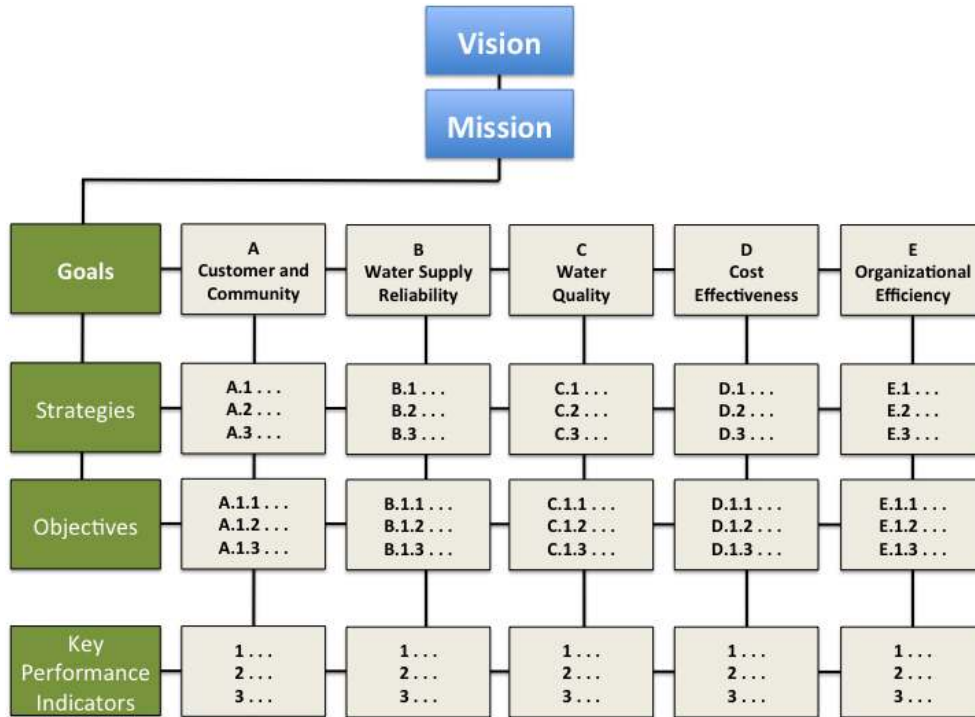 Vision
Mission
Goals
A
Customer and
Community
B
Water Supply
Reliability
C
Water
Quality
D
Cost
Effectiveness
E
Organizational
Efficiency
Strategies
A.1 . . .
A.2 . . .
A.3 . . .
B.1 . . .
B.2 . . .
B.3 . . .
C.1 . . .
C.2 . . .
C.3 . . .
D.1 . . .
D.2 . . .
D.3 . . .
E.1 . . .
E.2 . . .
E.3 . . .
Objectives
A.1.1 . . .
A.1.2 . . .
A.1.3 . . .
B.1.1 . . .
B.1.2 . . .
B.1.3 . . .
C.1.1 . . .
C.1.2 . . .
C.1.3 . . .
D.1.1 . . .
D.1.2 . . .
D.1.3 . . .
E.1.1 . . .
E.1.2 . . .
E.1.3 . . .
Key
Performance
Indicators
1 . . .
2 . . .
3 . . .
1 . . .
2 . . .
3 . . .
1 . . .
2 . . .
3 . . .
1 . . .
2 . . .
3 . . .
1 . . .
2 . . .
3 . . .